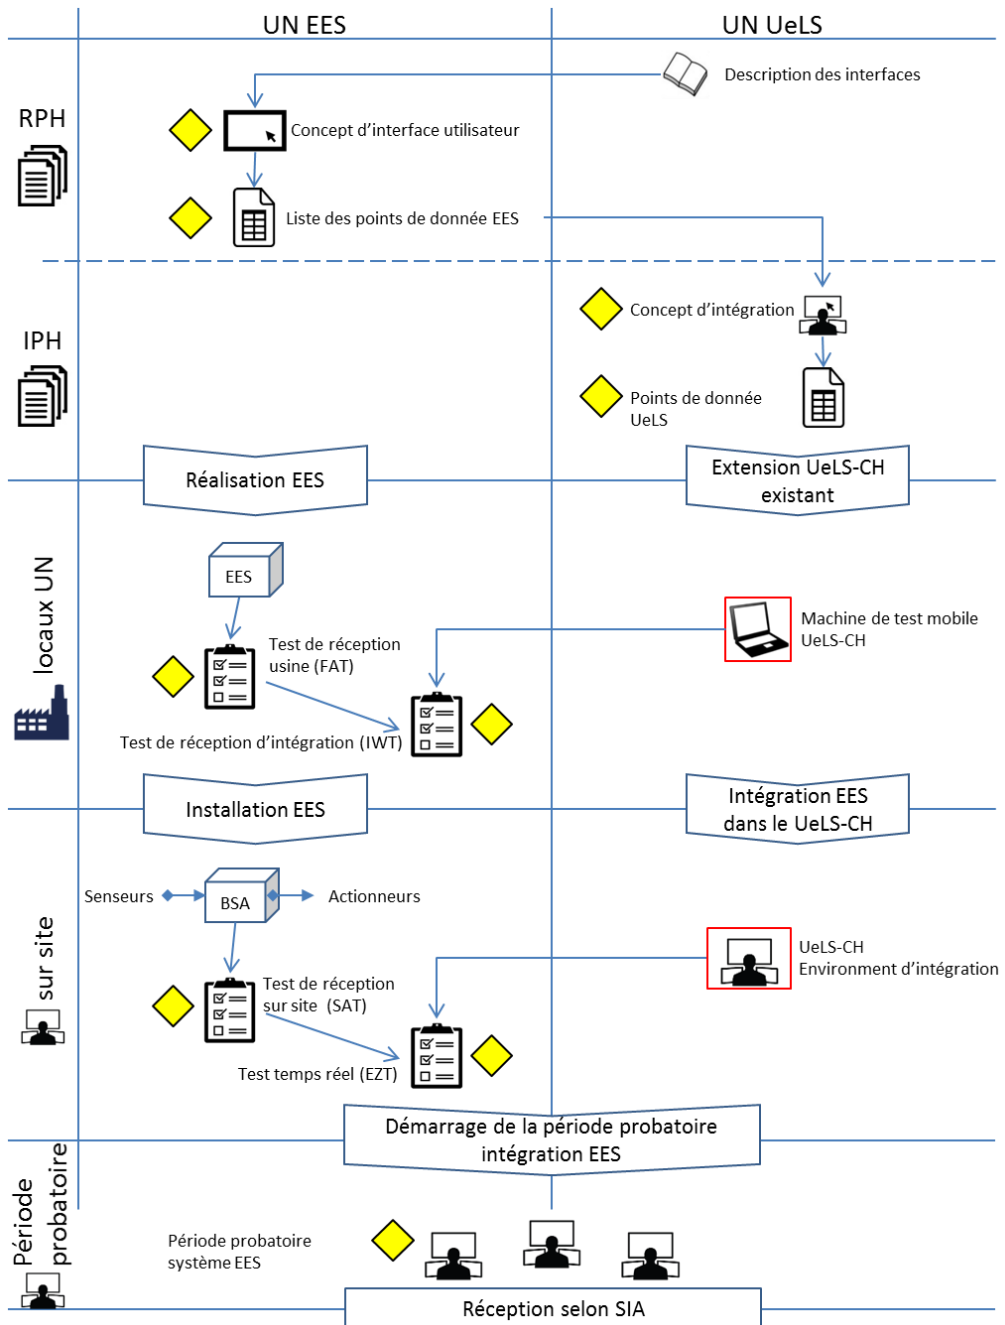 UN EES
UN UeLS
RPH
Description des interfaces
Concept d'interface utilisateur
Liste des points de donnée EES
IPH
Concept d'intégration
Points de donnée
UeLS
Réalisation EES
Extension UeLS-CH
existant
locaux UN
EES
Test de réception
usine (FAT)
Machine de test mobile
UeLS-CH
Test de réception d'intégration (IWT)
Installation EES
Intégration EES
dans le UeLS-CH
sur site
Senseurs
BSA
Actionneurs
UeLS-CH
Environment d'intégration
Test de réception
sur site (SAT)
Test temps réel (EZT)
Démarrage de la période probatoire
intégration EES
Période
probatoire
Période probatoire
système EES
Réception selon SIA